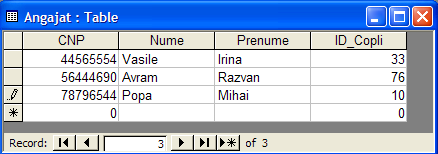 Angajat : Table
CNP Nume Prenume ID_Copli
44565554 Vasile Irina 33
56444690 Avram Razvan 76
78796544 Popa Mihai 10
0 0
Record: 3 of 3